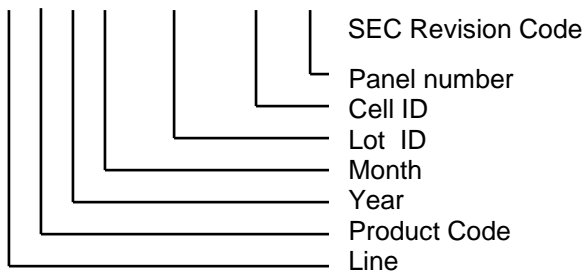 SEC Revision Code
Panel number
Cell ID
Lot ID
Month
Year
Product Code
Line